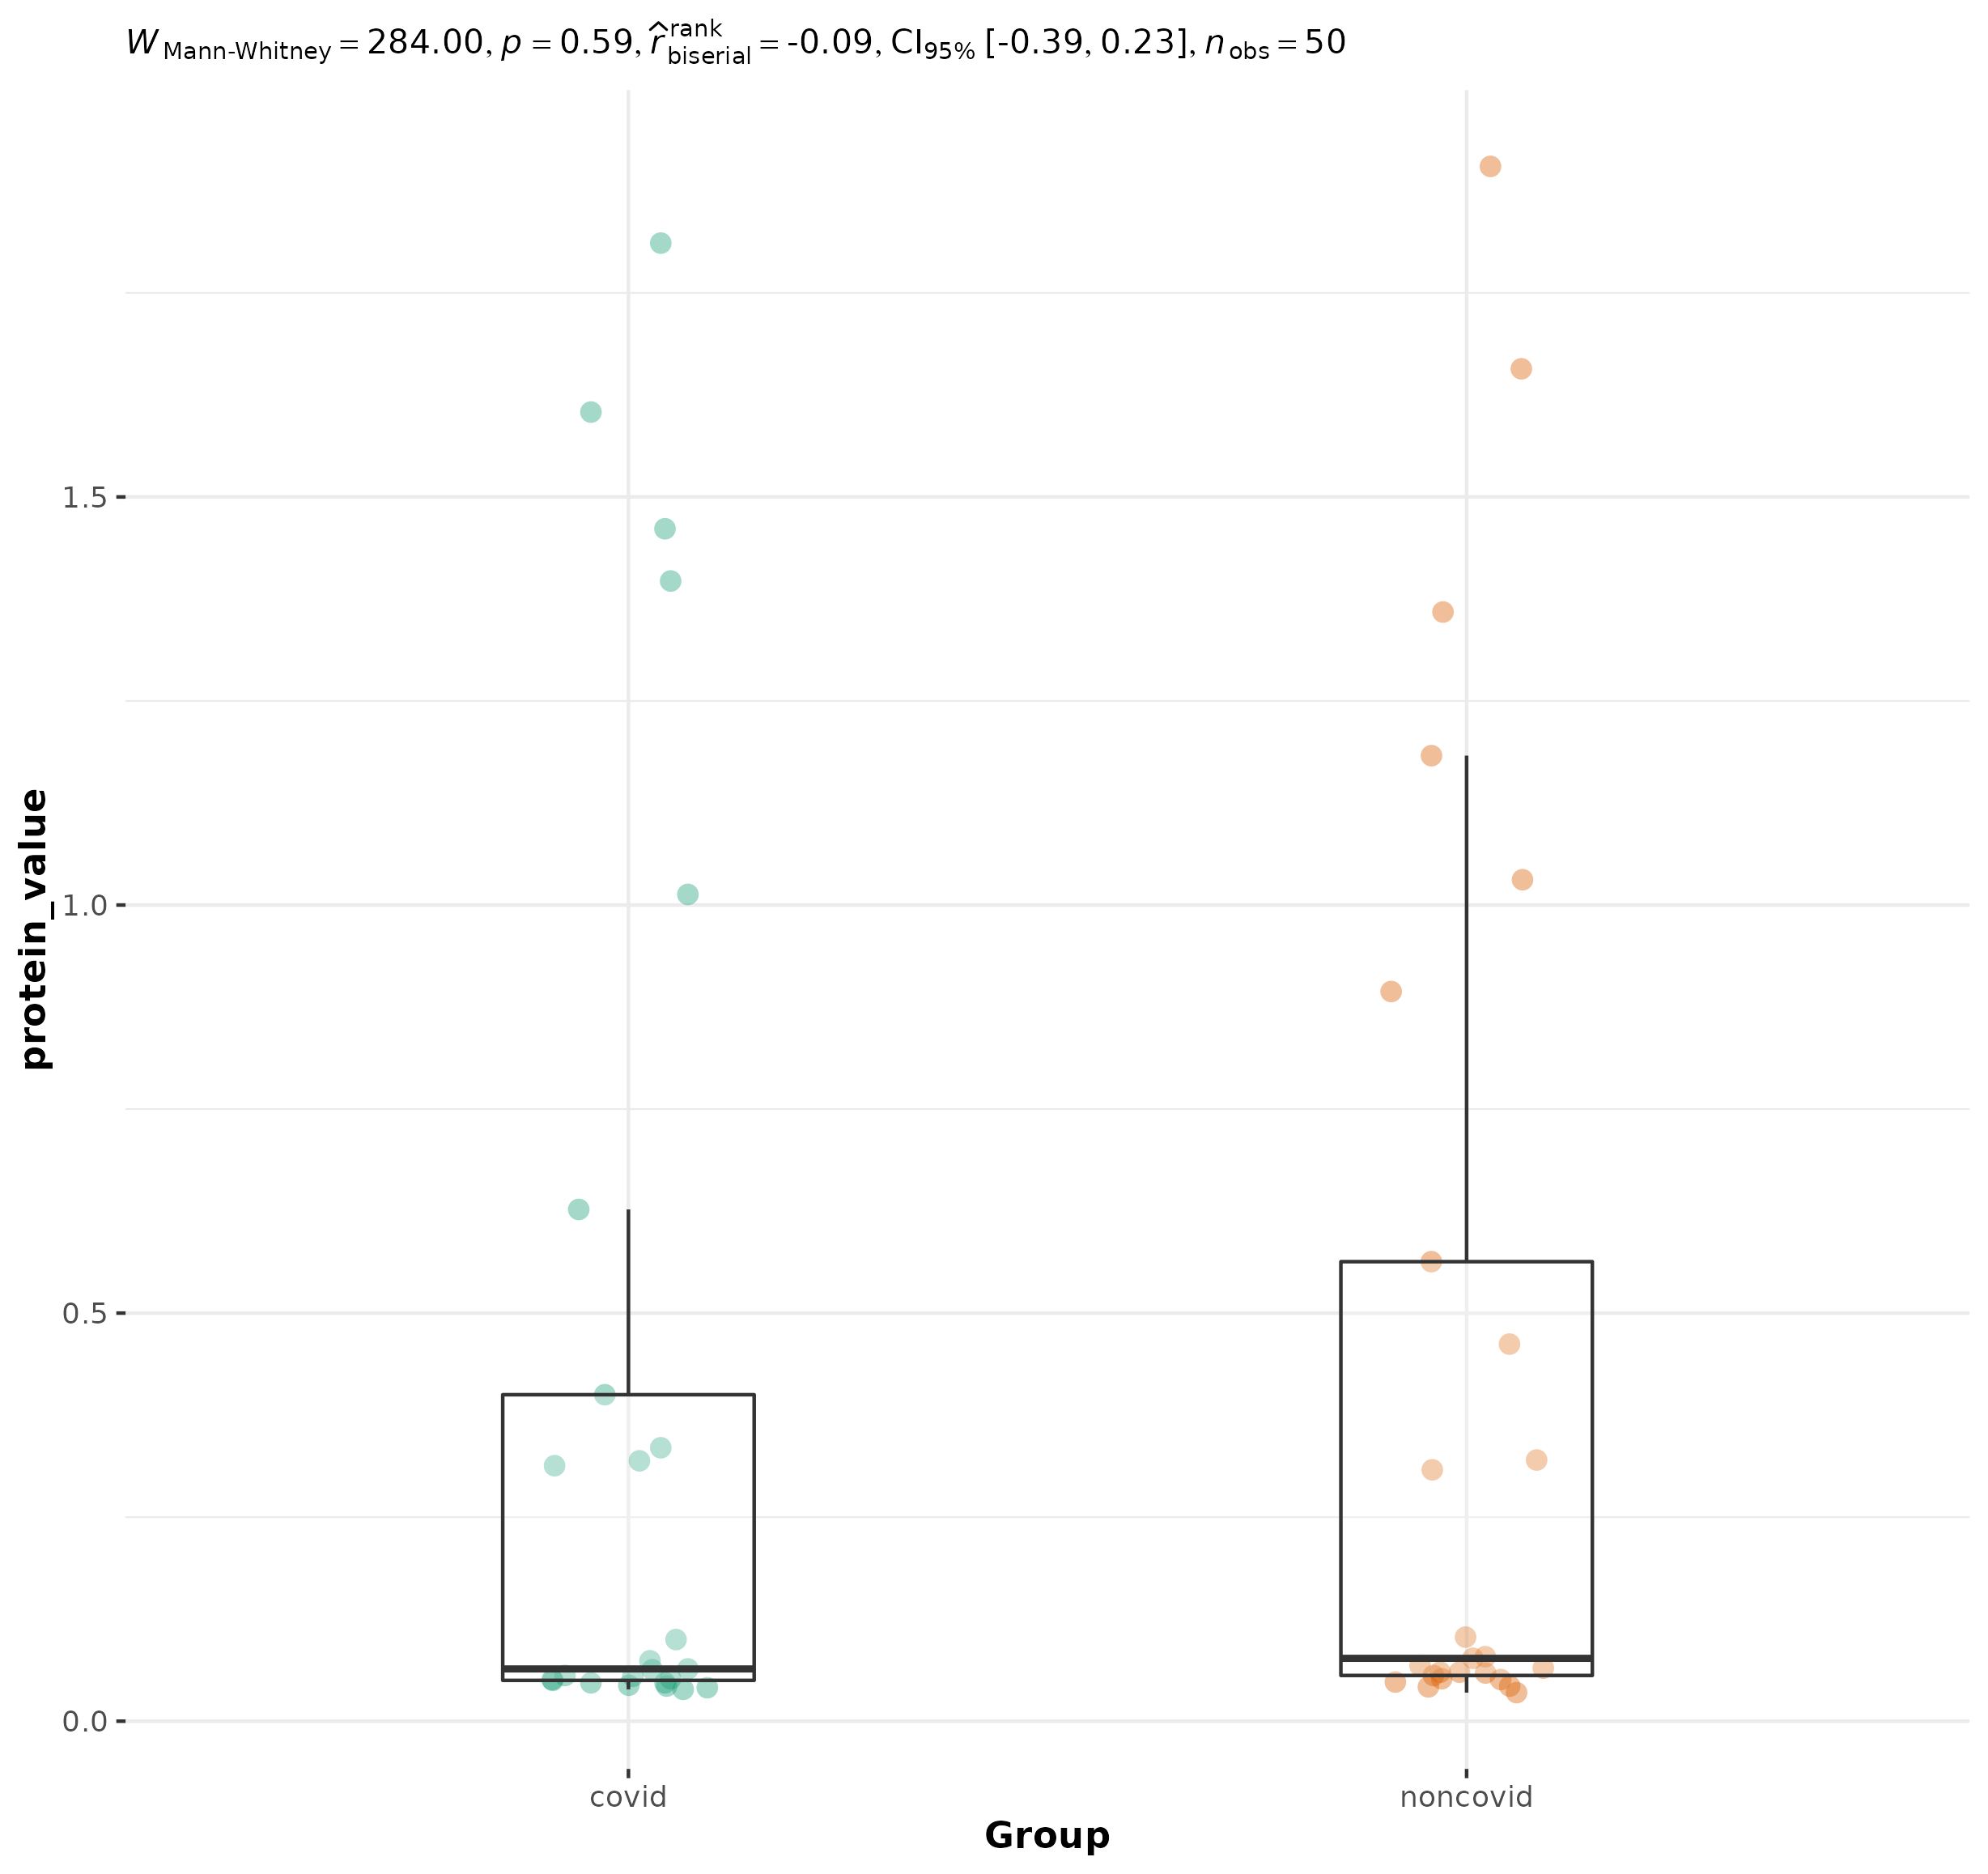 W Mann-Whitney = 284.00, p = 0.59, r̂ rank biserial = -0.09, CI95% [-0.39, 0.23], n obs = 50
1.5
1.0
0.5
0.0
protein_value
covid noncovid
Group